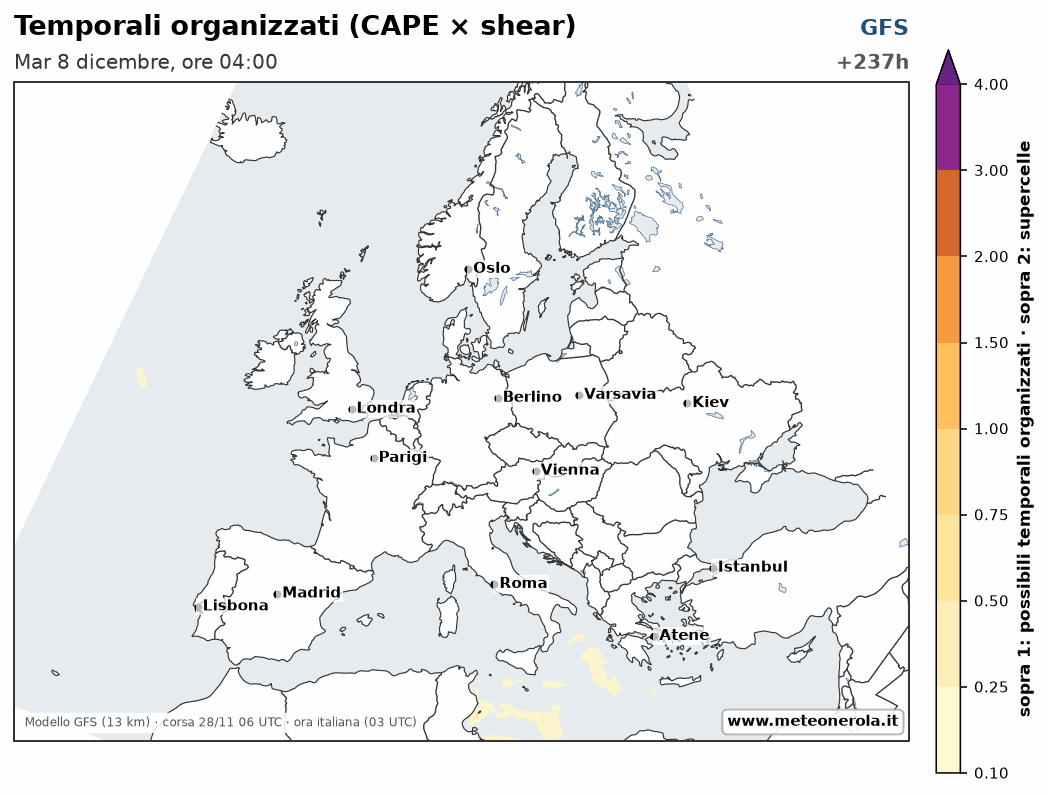 Temporali organizzati (CAPE × shear)
GFS
Mar 8 dicembre, ore 04:00
+237h
Oslo
Londra
Berlino
Varsavia
Kiev
Parigi
Vienna
Istanbul
Roma
Madrid
Lisbona
Atene
Modello GFS (13 km) · corsa 28/11 06 UTC · ora italiana (03 UTC)
www.meteonerola.it
4.00
3.00
2.00
1.50
1.00
0.75
0.50
0.25
0.10
sopra 1: possibili temporali organizzati · sopra 2: supercelle